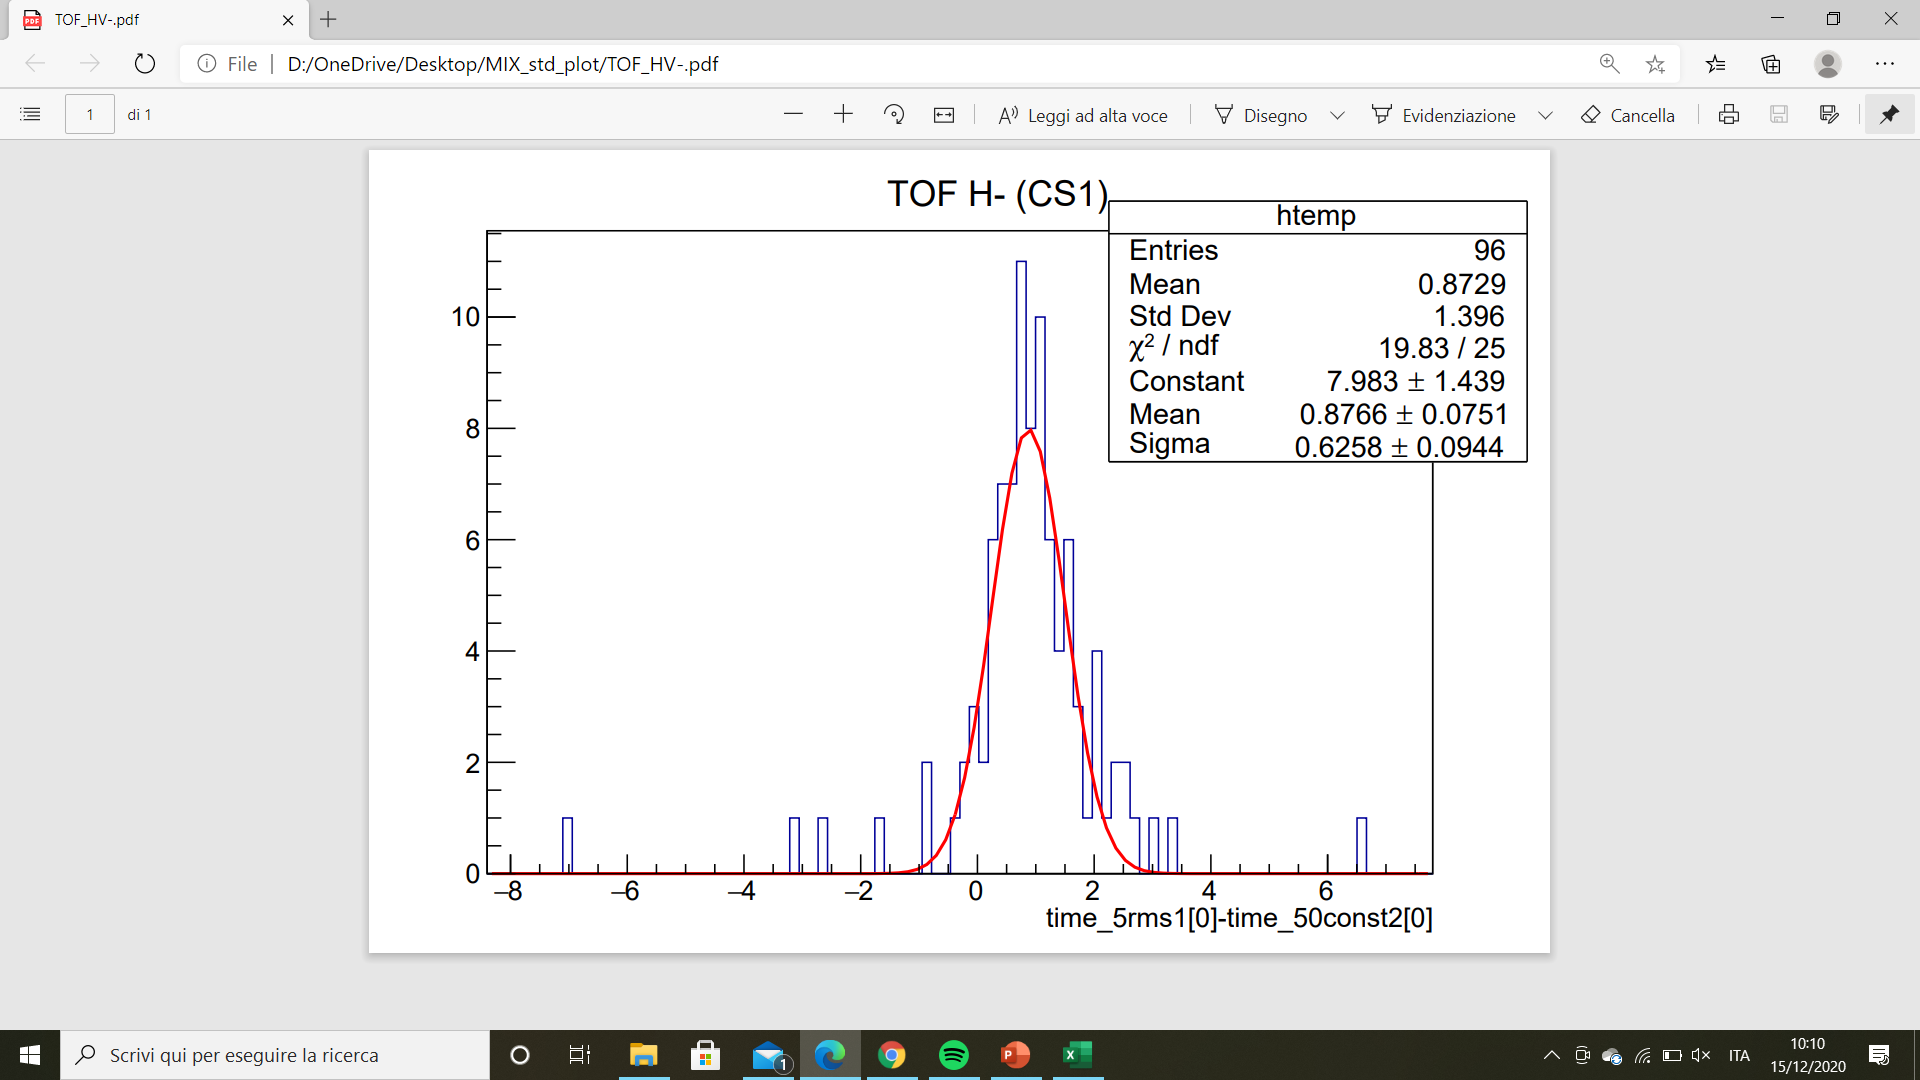 TOF_HV-.pdf
File
D:/OneDrive/Desktop/MIX_std_plot/TOF_HV-.pdf
1 di 1
Leggi ad alta voce
Disegno
Evidenziazione
Cancella
TOF H- (CS1)
htemp
Entries 96
Mean 0.8729
Std Dev 1.396
χ² / ndf 19.83 / 25
Constant 7.983 ± 1.439
Mean 0.8766 ± 0.0751
Sigma 0.6258 ± 0.0944
10
8
6
4
2
0
−8 −6 −4 −2 0 2 4 6
time_5rms1[0]-time_50const2[0]
Scrivi qui per eseguire la ricerca
1
ITA
10:10
15/12/2020